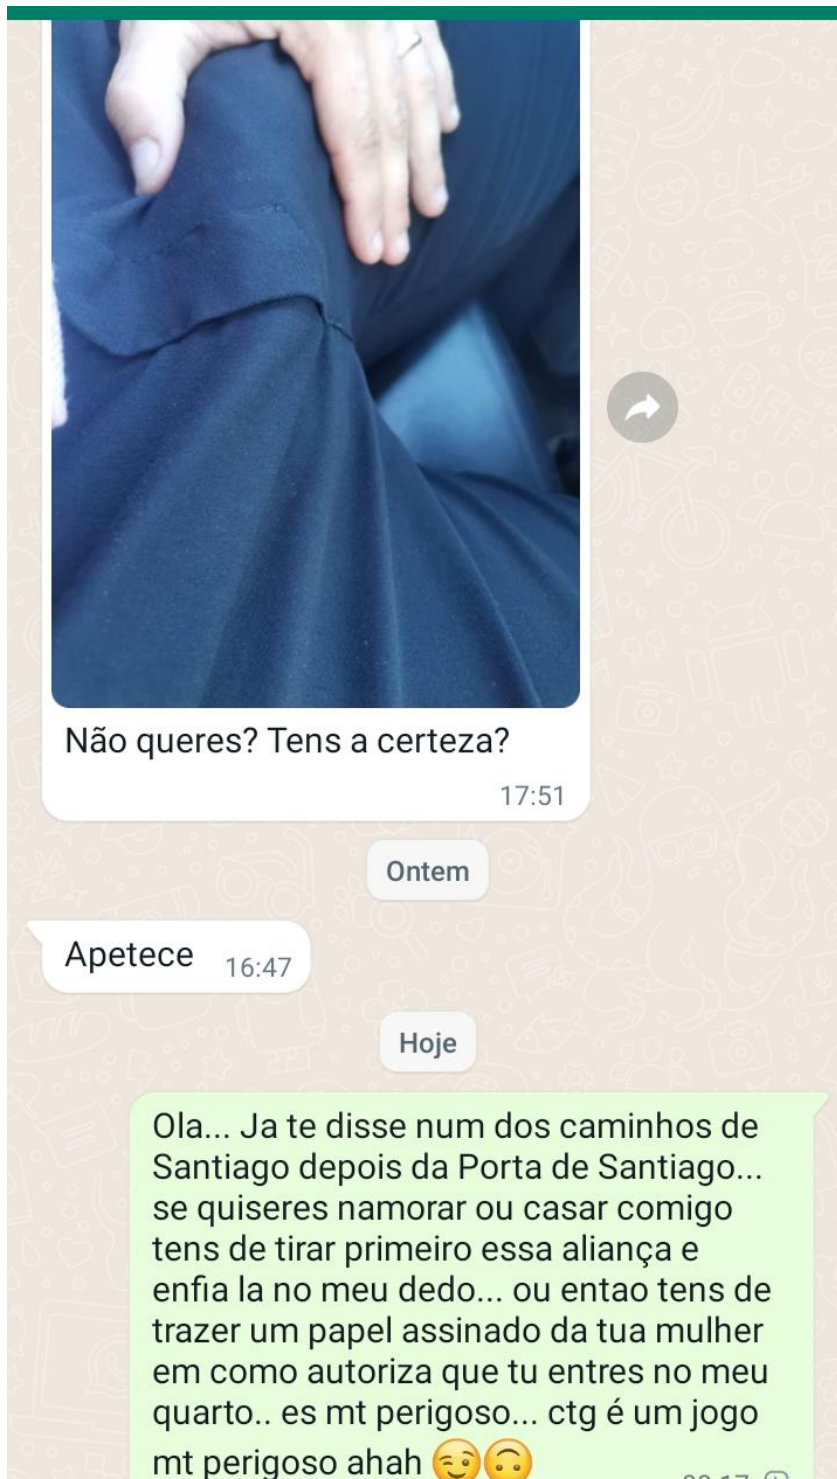 Não queres? Tens a certeza?
17:51
Ontem
Apetece 16:47
Hoje
Ola... Ja te disse num dos caminhos de
Santiago depois da Porta de Santiago...
se quiseres namorar ou casar comigo
tens de tirar primeiro essa aliança e
enfia la no meu dedo... ou entao tens de
trazer um papel assinado da tua mulher
em como autoriza que tu entres no meu
quarto.. es mt perigoso... ctg é um jogo
mt perigoso ahah 😉🙃